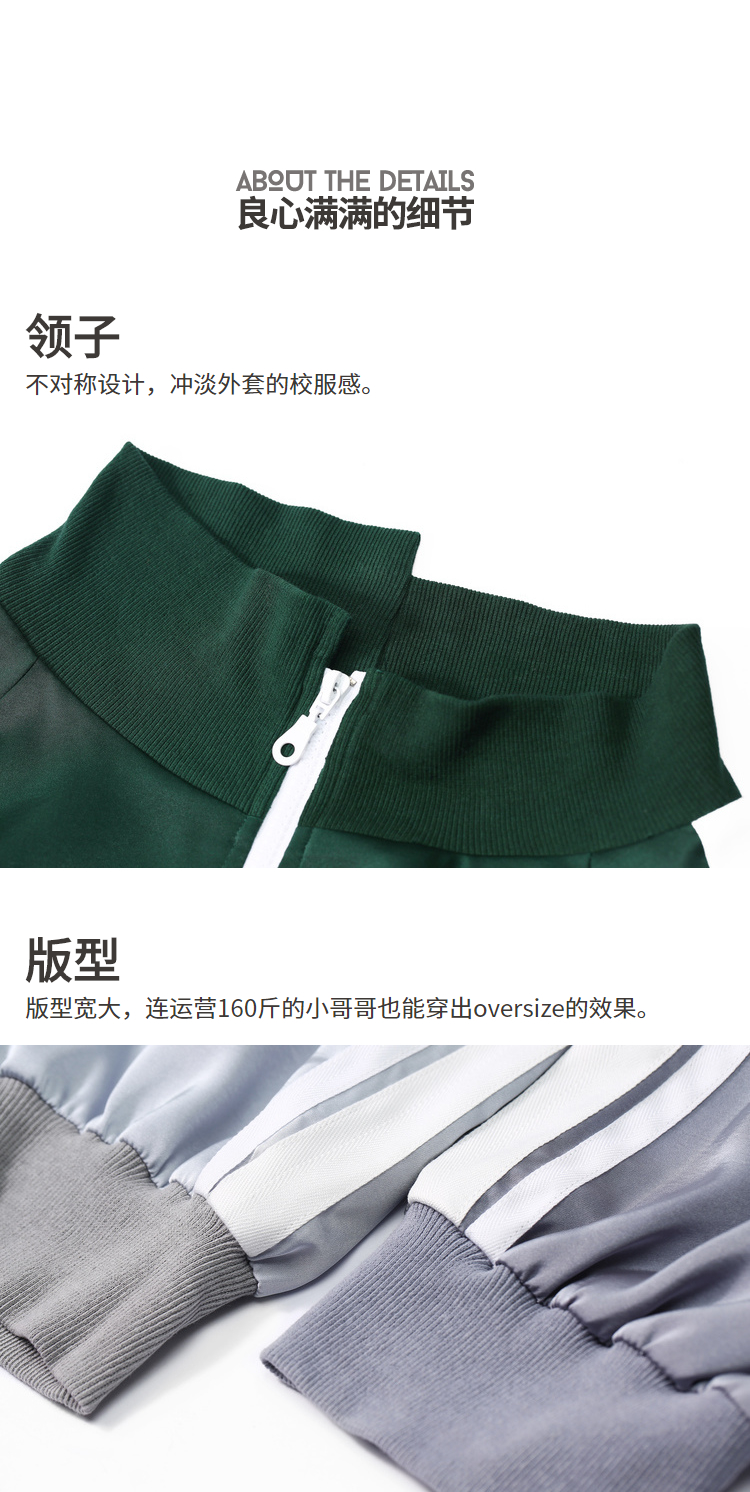 ABOUT THE DETAILS
良心满满的细节
领子
不对称设计，冲淡外套的校服感。
版型
版型宽大，连运营160斤的小哥哥也能穿出oversize的效果。